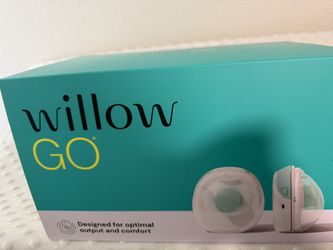 willow
GO
Designed for optimal
output and comfort